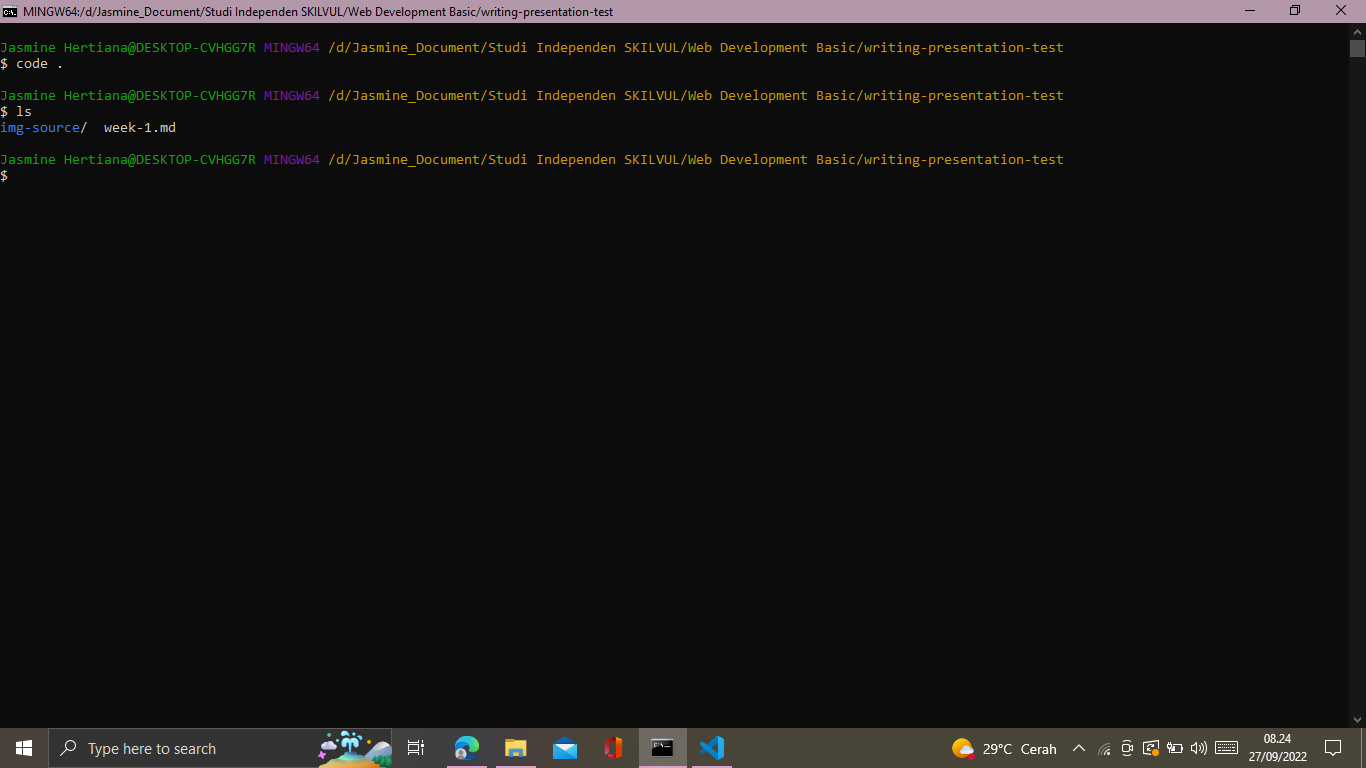 MINGW64:/d/Jasmine_Document/Studi Independen SKILVUL/Web Development Basic/writing-presentation-test
Jasmine Hertiana@DESKTOP-CVHGG7R MINGW64 /d/Jasmine_Document/Studi Independen SKILVUL/Web Development Basic/writing-presentation-test
$ code .
Jasmine Hertiana@DESKTOP-CVHGG7R MINGW64 /d/Jasmine_Document/Studi Independen SKILVUL/Web Development Basic/writing-presentation-test
$ ls
img-source/  week-1.md
Jasmine Hertiana@DESKTOP-CVHGG7R MINGW64 /d/Jasmine_Document/Studi Independen SKILVUL/Web Development Basic/writing-presentation-test
$
Type here to search
29°C Cerah
08.24
27/09/2022